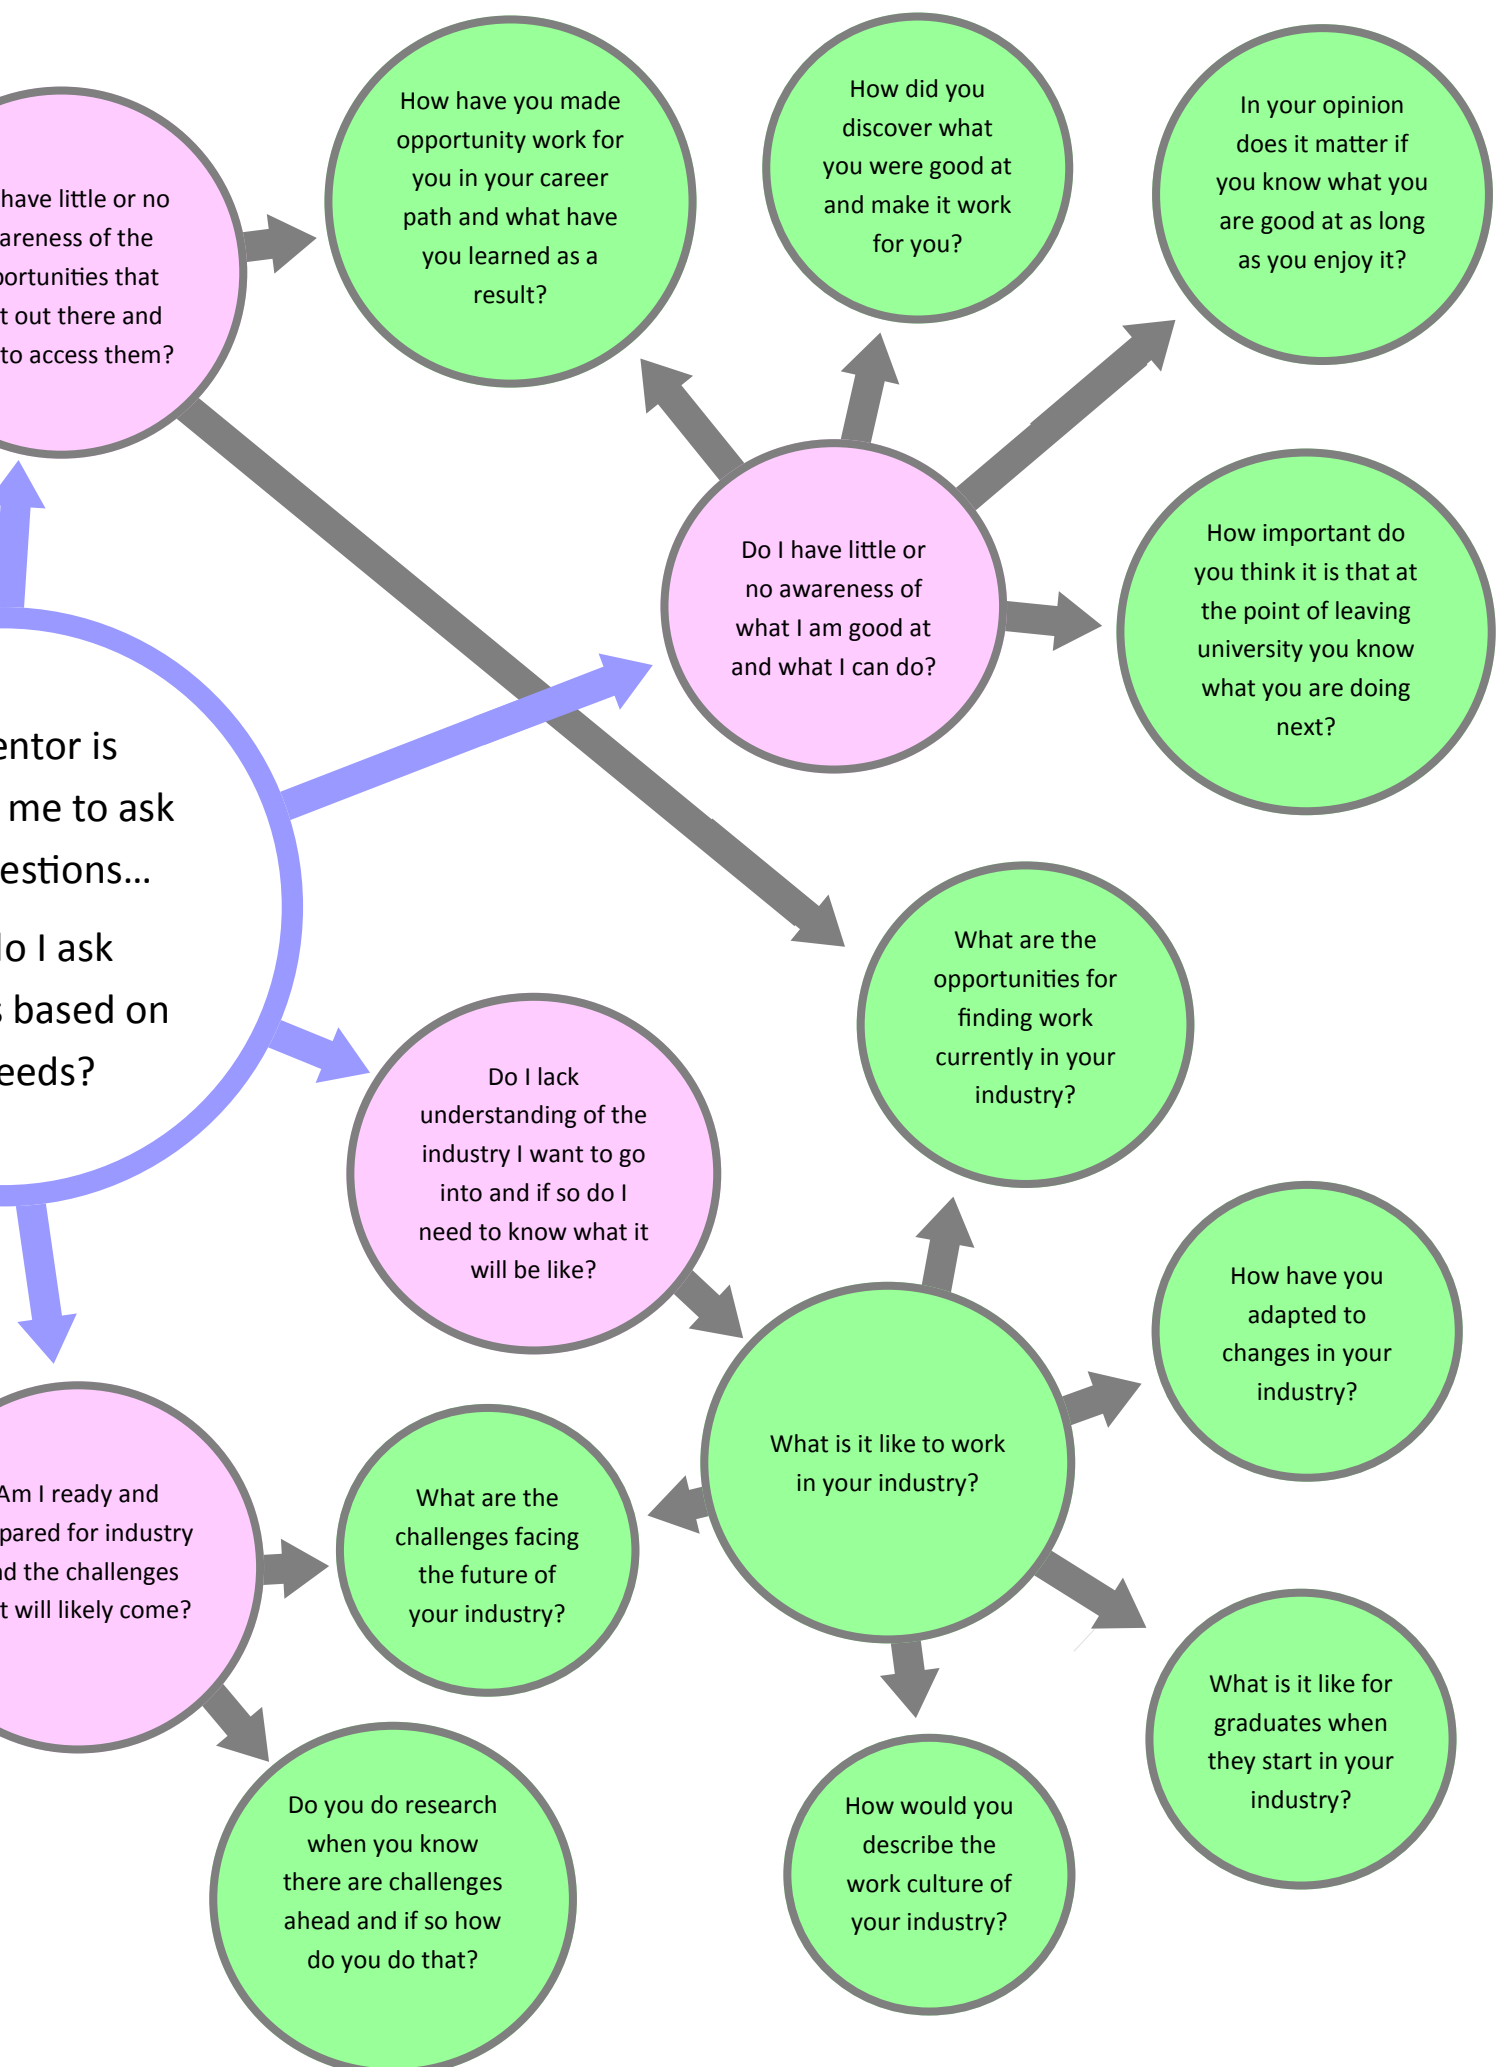 How have you made
opportunity work for
you in your career
path and what have
you learned as a
result?
How did you
discover what
you were good at
and make it work
for you?
In your opinion
does it matter if
you know what you
are good at as long
as you enjoy it?
have little or no
areness of the
portunities that
t out there and
to access them?
Do I have little or
no awareness of
what I am good at
and what I can do?
How important do
you think it is that at
the point of leaving
university you know
what you are doing
next?
entor is
me to ask
estions...
do I ask
s based on
eeds?
What are the
opportunities for
finding work
currently in your
industry?
Do I lack
understanding of the
industry I want to go
into and if so do I
need to know what it
will be like?
How have you
adapted to
changes in your
industry?
What is it like to work
in your industry?
Am I ready and
pared for industry
nd the challenges
t will likely come?
What are the
challenges facing
the future of
your industry?
What is it like for
graduates when
they start in your
industry?
Do you do research
when you know
there are challenges
ahead and if so how
do you do that?
How would you
describe the
work culture of
your industry?